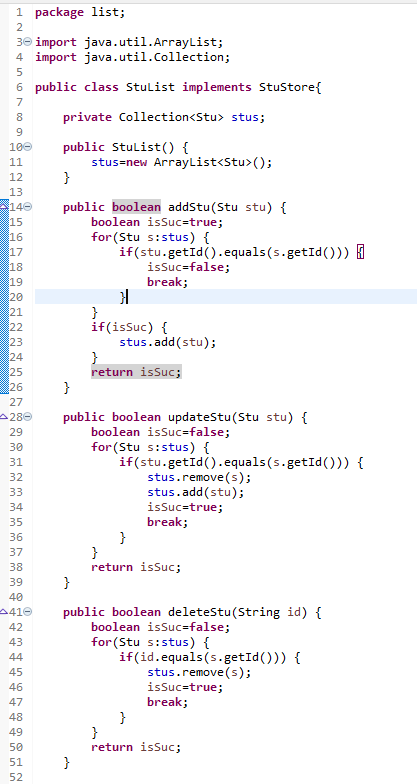 1 package list;
2
3 import java.util.ArrayList;
4 import java.util.Collection;
5
6 public class StuList implements StuStore{
7
8     private Collection<Stu> stus;
9
10     public StuList() {
11         stus=new ArrayList<Stu>();
12     }
13
14     public boolean addStu(Stu stu) {
15         boolean isSuc=true;
16         for(Stu s:stus) {
17             if(stu.getId().equals(s.getId())) {
18                 isSuc=false;
19                 break;
20             }
21         }
22         if(isSuc) {
23             stus.add(stu);
24         }
25         return isSuc;
26     }
27
28     public boolean updateStu(Stu stu) {
29         boolean isSuc=false;
30         for(Stu s:stus) {
31             if(stu.getId().equals(s.getId())) {
32                 stus.remove(s);
33                 stus.add(stu);
34                 isSuc=true;
35                 break;
36             }
37         }
38         return isSuc;
39     }
40
41     public boolean deleteStu(String id) {
42         boolean isSuc=false;
43         for(Stu s:stus) {
44             if(id.equals(s.getId())) {
45                 stus.remove(s);
46                 isSuc=true;
47                 break;
48             }
49         }
50         return isSuc;
51     }
52